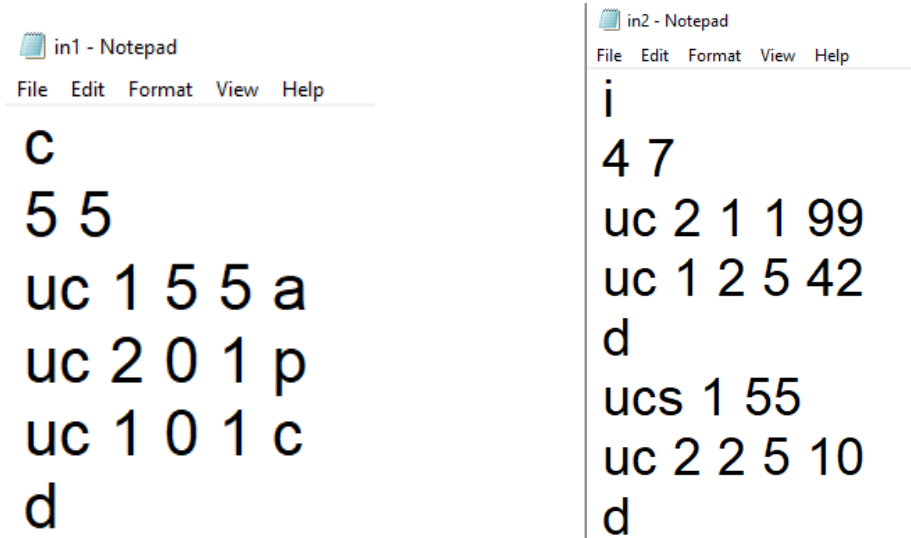 in1 - Notepad
File Edit Format View Help
c
5 5
uc 1 5 5 a
uc 2 0 1 p
uc 1 0 1 c
d
in2 - Notepad
File Edit Format View Help
i
4 7
uc 2 1 1 99
uc 1 2 5 42
d
ucs 1 55
uc 2 2 5 10
d